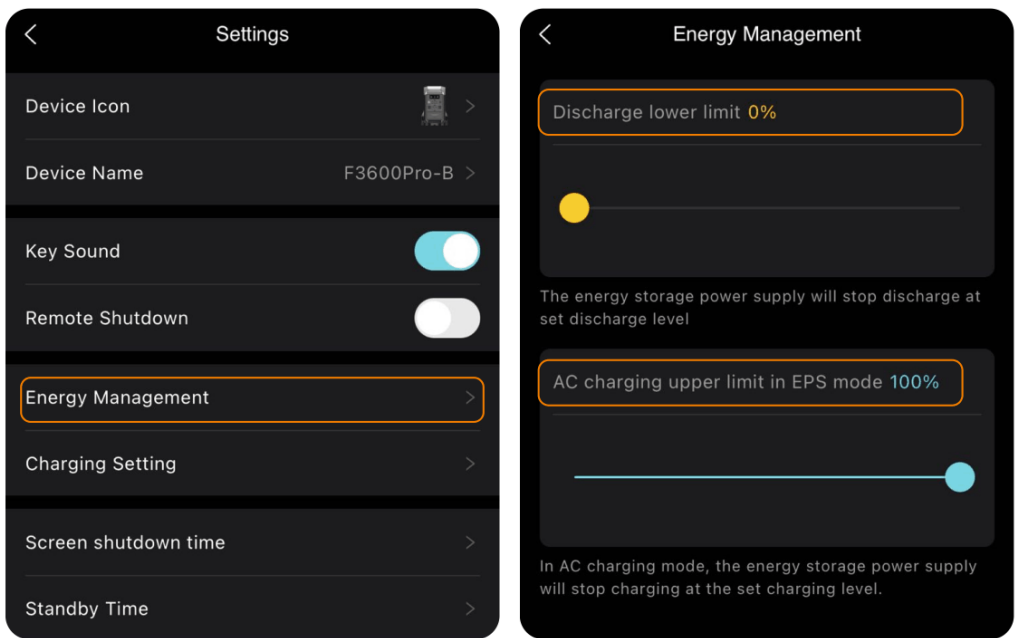 Settings
Device Icon
Device Name F3600Pro-B
Key Sound
Remote Shutdown
Energy Management
Charging Setting
Screen shutdown time
Standby Time
Energy Management
Discharge lower limit 0%
The energy storage power supply will stop discharge at
set discharge level
AC charging upper limit in EPS mode 100%
In AC charging mode, the energy storage power supply
will stop charging at the set charging level.